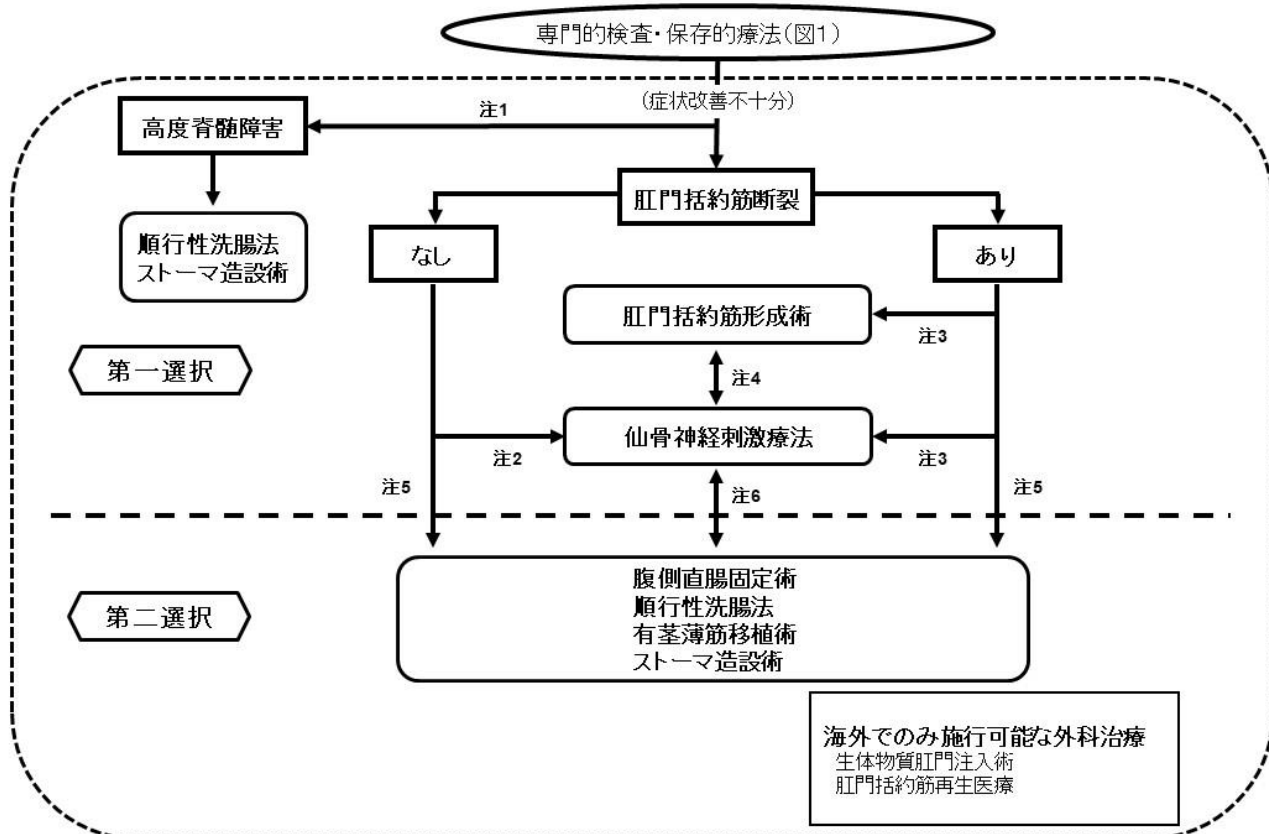 専門的検査・保存的療法(図1)
(症状改善不十分)
注1
高度脊髄障害
肛門括約筋断裂
順行性洗腸法
ストーマ造設術
なし
あり
肛門括約筋形成術
注3
第一選択
注4
仙骨神経刺激療法
注2
注3
注5
注6
注5
腹側直腸固定術
順行性洗腸法
有茎薄筋移植術
ストーマ造設術
第二選択
海外でのみ施行可能な外科治療
生体物質肛門注入術
肛門括約筋再生医療